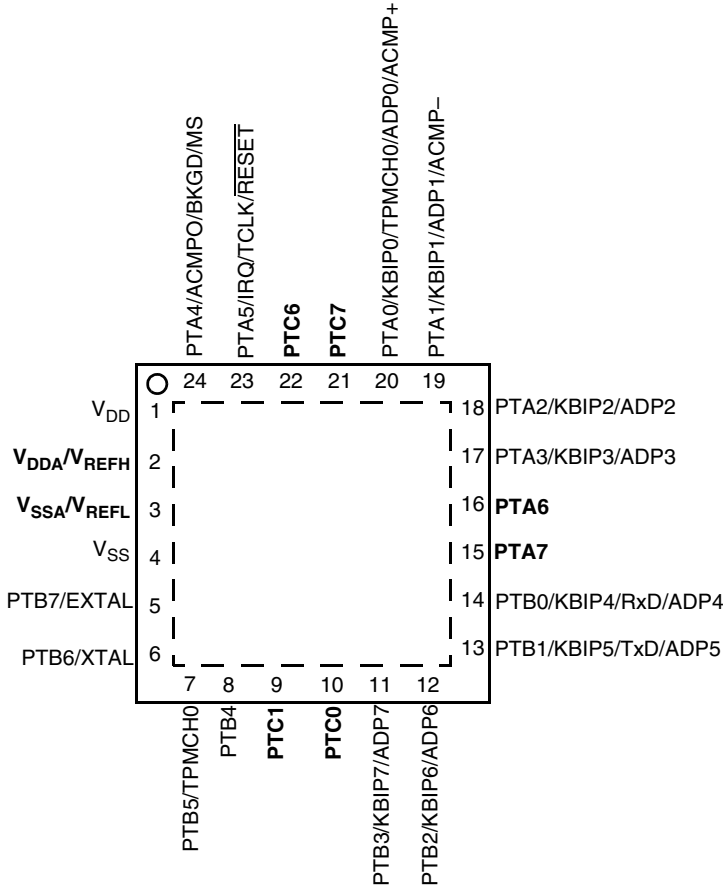 PTA4/ACMPO/BKGD/MS
PTA5/IRQ/TCLK/RESET
PTC6
PTC7
PTA0/KBIP0/TPMCH0/ADP0/ACMP+
PTA1/KBIP1/ADP1/ACMP–
24 23 22 21 20 19
VDD 1
VDDA/VREFH 2
VSSA/VREFL 3
VSS 4
PTB7/EXTAL 5
PTB6/XTAL 6
18 PTA2/KBIP2/ADP2
17 PTA3/KBIP3/ADP3
16 PTA6
15 PTA7
14 PTB0/KBIP4/RxD/ADP4
13 PTB1/KBIP5/TxD/ADP5
7 8 9 10 11 12
PTB5/TPMCH0
PTB4
PTC1
PTC0
PTB3/KBIP7/ADP7
PTB2/KBIP6/ADP6